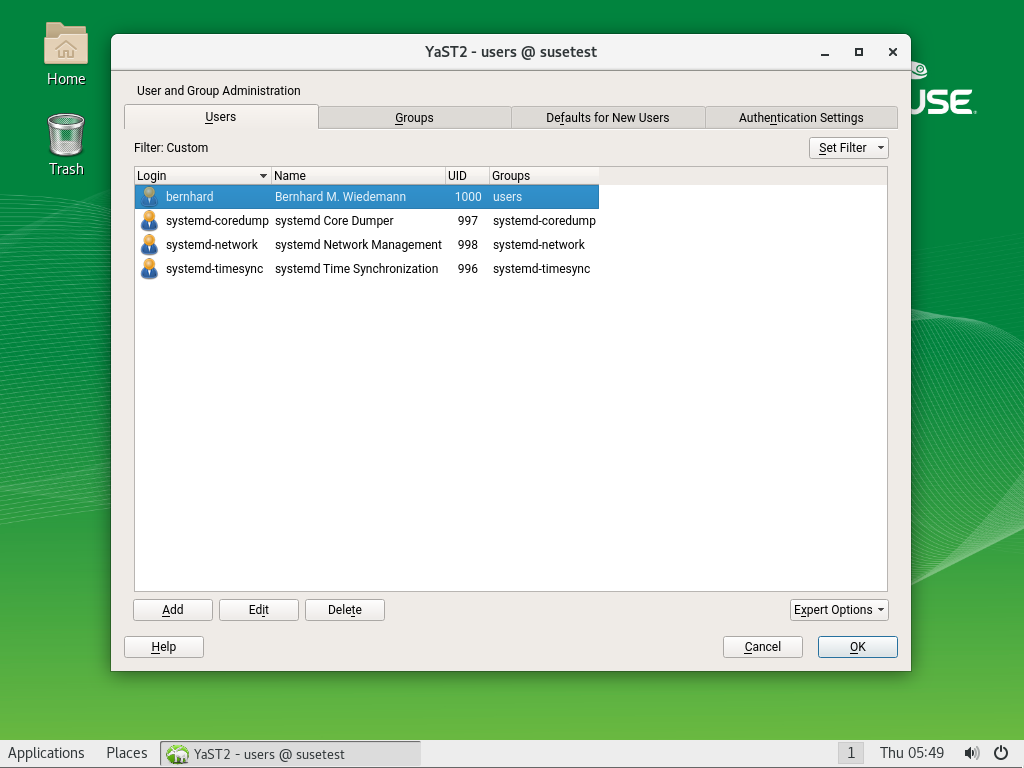 Home
Trash
USE
YaST2 - users @ susetest
User and Group Administration
Users Groups Defaults for New Users Authentication Settings
Filter: Custom Set Filter
Login Name UID Groups
bernhard Bernhard M. Wiedemann 1000 users
systemd-coredump systemd Core Dumper 997 systemd-coredump
systemd-network systemd Network Management 998 systemd-network
systemd-timesync systemd Time Synchronization 996 systemd-timesync
Add Edit Delete Expert Options
Help Cancel OK
Applications Places YaST2 - users @ susetest 1 Thu 05:49